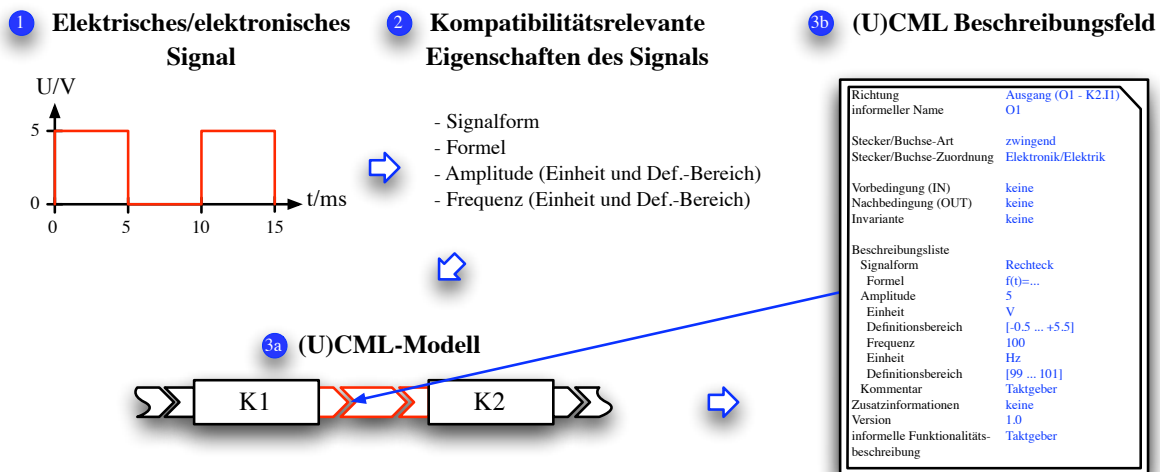 1 Elektrisches/elektronisches
Signal
U/V
5
0
0 5 10 15
t/ms
2 Kompatibilitätsrelevante
Eigenschaften des Signals
- Signalform
- Formel
- Amplitude (Einheit und Def.-Bereich)
- Frequenz (Einheit und Def.-Bereich)
3a (U)CML-Modell
K1 K2
3b (U)CML Beschreibungsfeld
Richtung Ausgang (O1 - K2.I1)
informeller Name O1
Stecker/Buchse-Art zwingend
Stecker/Buchse-Zuordnung Elektronik/Elektrik
Vorbedingung (IN) keine
Nachbedingung (OUT) keine
Invariante keine
Beschreibungsliste
Signalform Rechteck
Formel f(t)=...
Amplitude 5
Einheit V
Definitionsbereich [-0.5 ... +5.5]
Frequenz 100
Einheit Hz
Definitionsbereich [99 ... 101]
Kommentar Taktgeber
Zusatzinformationen keine
Version 1.0
informelle Funktionalitäts- Taktgeber
beschreibung